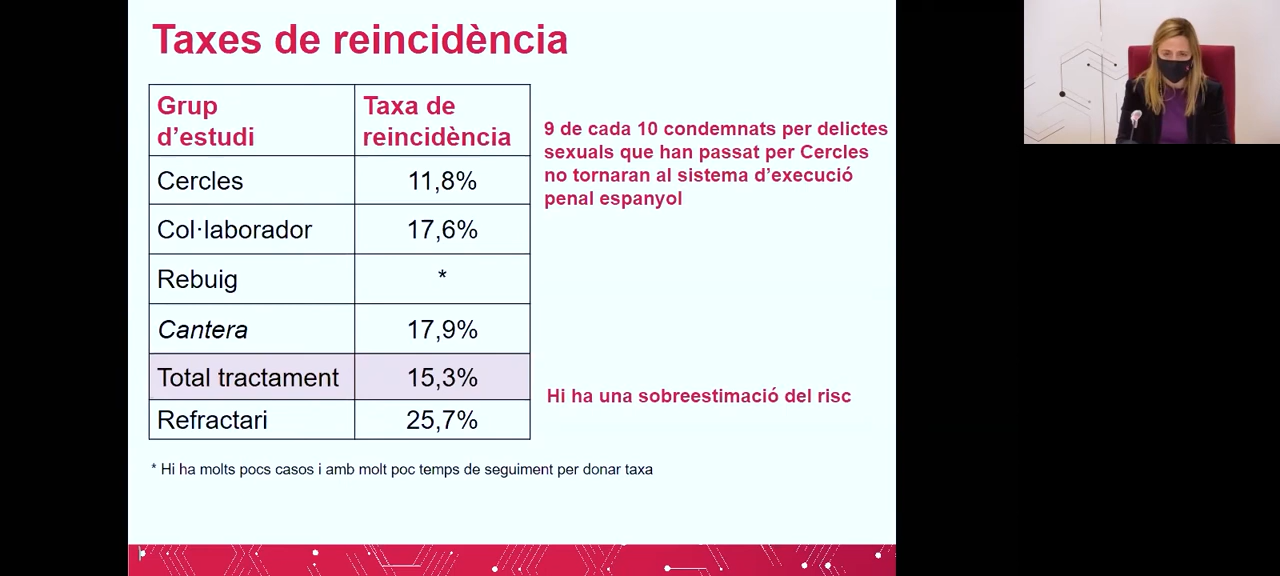 Taxes de reincidència
Grup
d'estudi
Taxa de
reincidència
Cercles
11,8%
Col·laborador
17,6%
Rebuig
*
Cantera
17,9%
Total tractament
15,3%
Refractari
25,7%
9 de cada 10 condemnats per delictes
sexuals que han passat per Cercles
no tornaran al sistema d'execució
penal espanyol
Hi ha una sobreestimació del risc
* Hi ha molts pocs casos i amb molt poc temps de seguiment per donar taxa